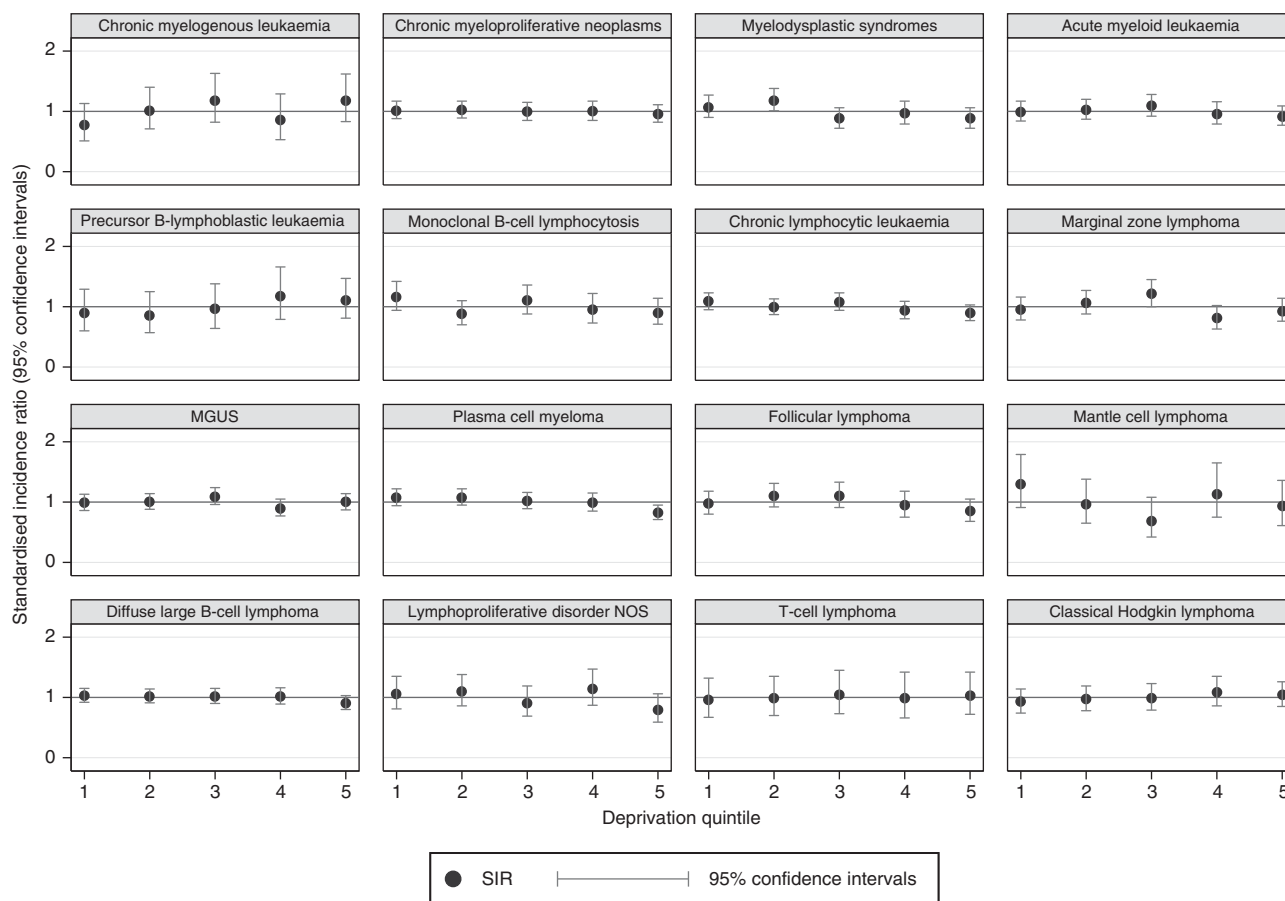 Chronic myelogenous leukaemia
Chronic myeloproliferative neoplasms
Myelodysplastic syndromes
Acute myeloid leukaemia
2
1
0
Precursor B-lymphoblastic leukaemia
Monoclonal B-cell lymphocytosis
Chronic lymphocytic leukaemia
Marginal zone lymphoma
2
1
0
MGUS
Plasma cell myeloma
Follicular lymphoma
Mantle cell lymphoma
2
1
0
Diffuse large B-cell lymphoma
Lymphoproliferative disorder NOS
T-cell lymphoma
Classical Hodgkin lymphoma
2
1
0
Standardised incidence ratio (95% confidence intervals)
1 2 3 4 5
1 2 3 4 5
1 2 3 4 5
1 2 3 4 5
Deprivation quintile
SIR
95% confidence intervals